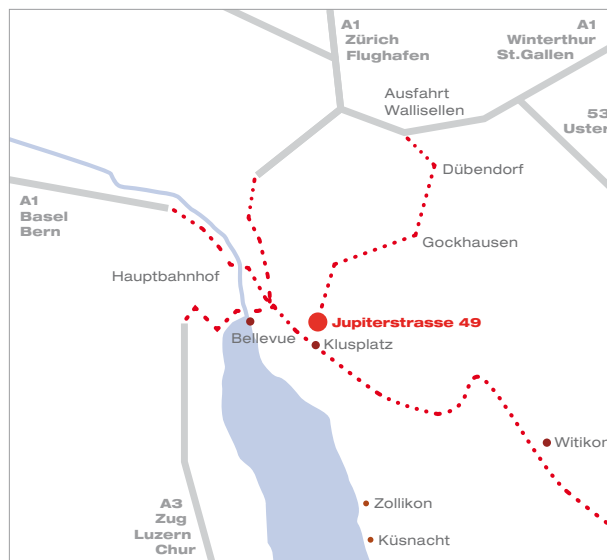 A1
Zürich
Flughafen
A1
Winterthur
St.Gallen
Ausfahrt
Wallisellen
53
Uster
Dübendorf
A1
Basel
Bern
Gockhausen
Hauptbahnhof
Jupiterstrasse 49
Bellevue
Klusplatz
Witikon
A3
Zug
Luzern
Chur
Zollikon
Küsnacht